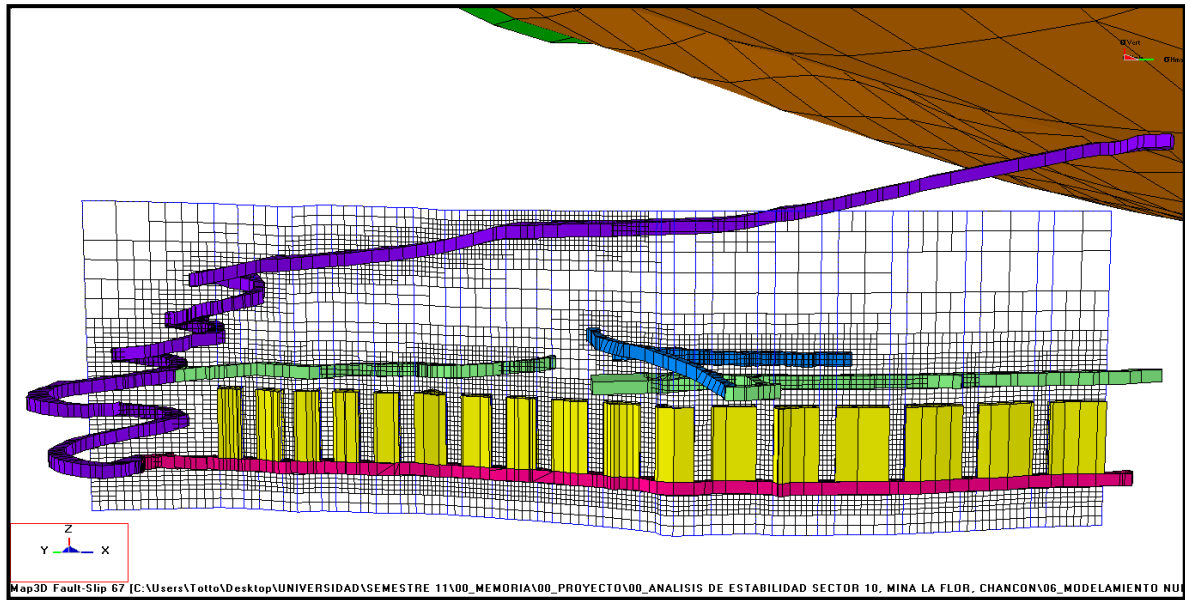 σVert
Z
Y X
Map3D Fault-Slip 67 [C:\Users\Totto\Desktop\UNIVERSIDAD\SEMESTRE 11\00_MEMORIA\00_PROYECTO\00_ANALISIS DE ESTABILIDAD SECTOR 10, MINA LA FLOR, CHANCON\06_MODELAMIENTO NU